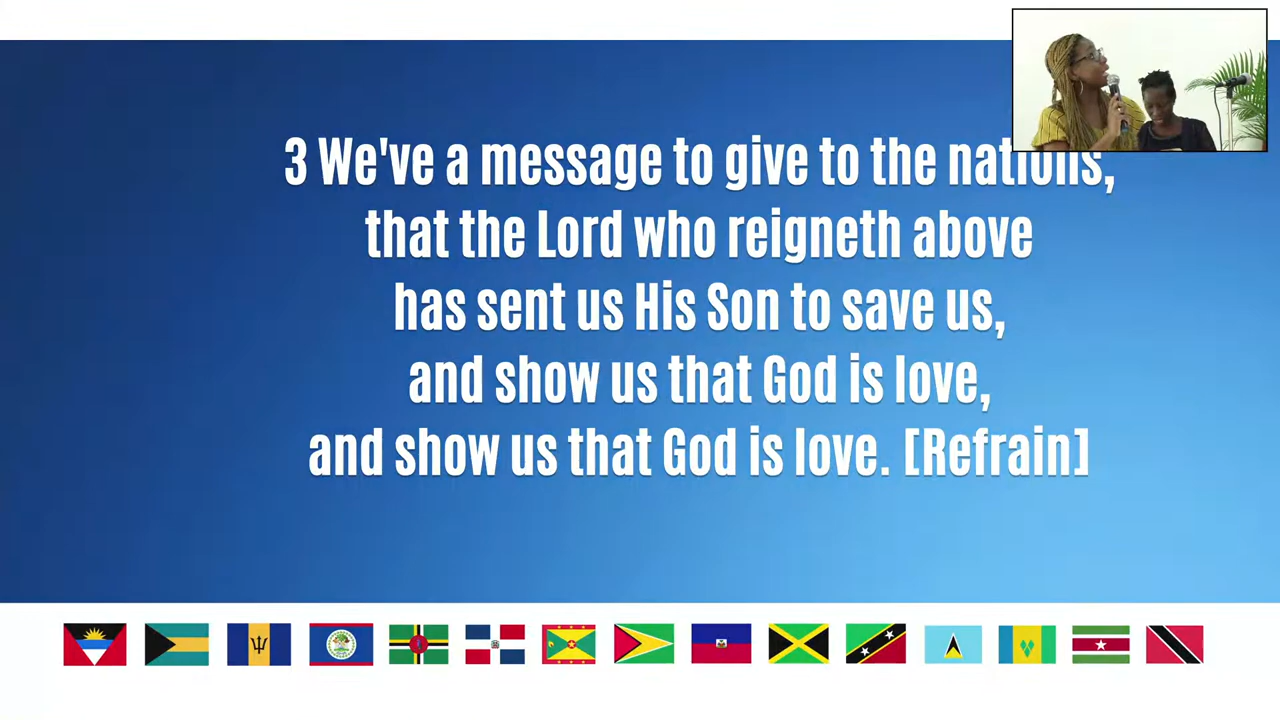 3 We've a message to give to the nations,
that the Lord who reigneth above
has sent us His Son to save us,
and show us that God is love,
and show us that God is love. [Refrain]